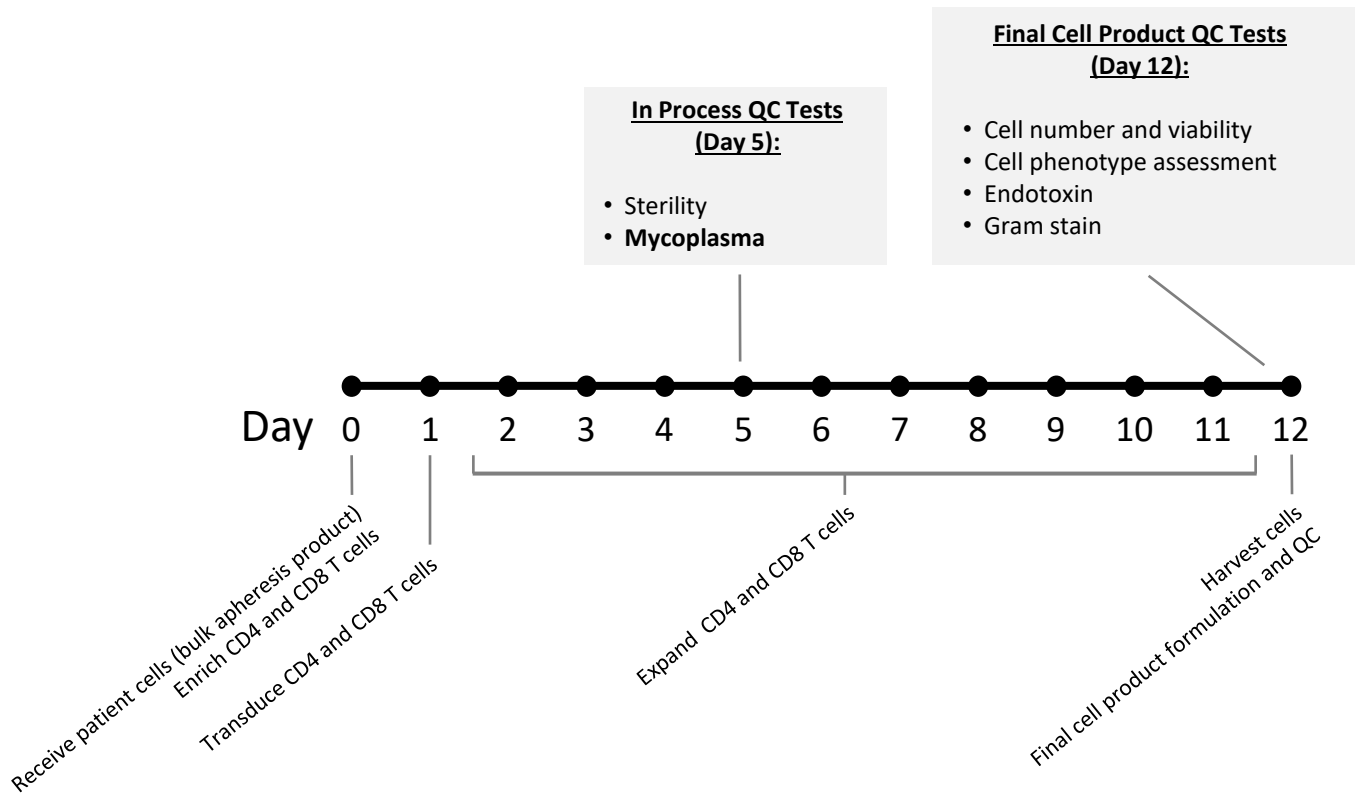 In Process QC Tests
(Day 5):
• Sterility
• Mycoplasma
Final Cell Product QC Tests
(Day 12):
• Cell number and viability
• Cell phenotype assessment
• Endotoxin
• Gram stain
Day 0 1 2 3 4 5 6 7 8 9 10 11 12
Receive patient cells (bulk apheresis product)
Enrich CD4 and CD8 T cells
Transduce CD4 and CD8 T cells
Expand CD4 and CD8 T cells
Harvest cells
Final cell product formulation and QC